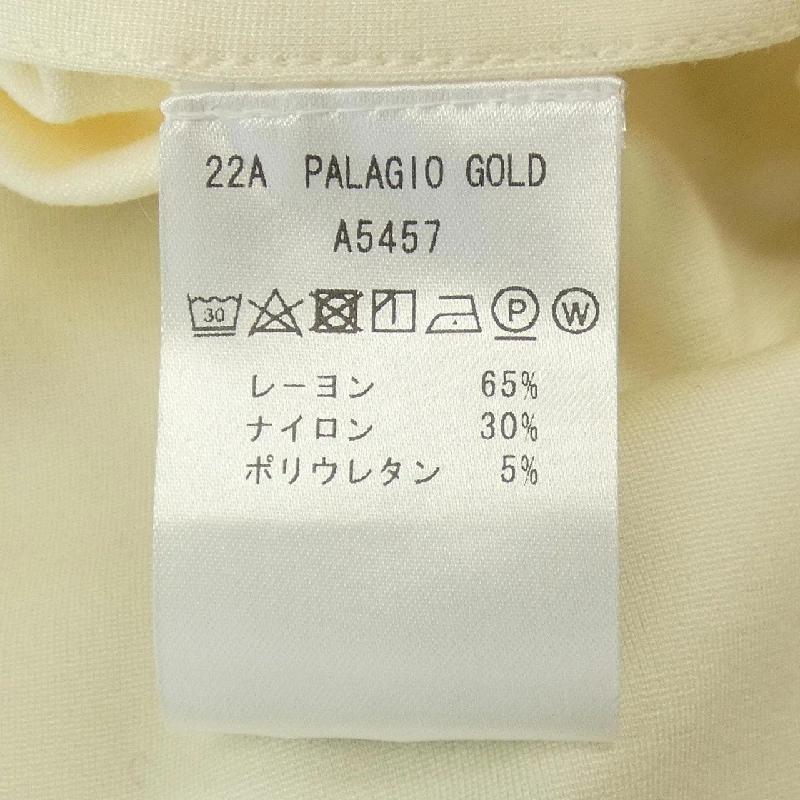 22A PALAGIO GOLD
A5457
30 P W
レーヨン 65%
ナイロン 30%
ポリウレタン 5%